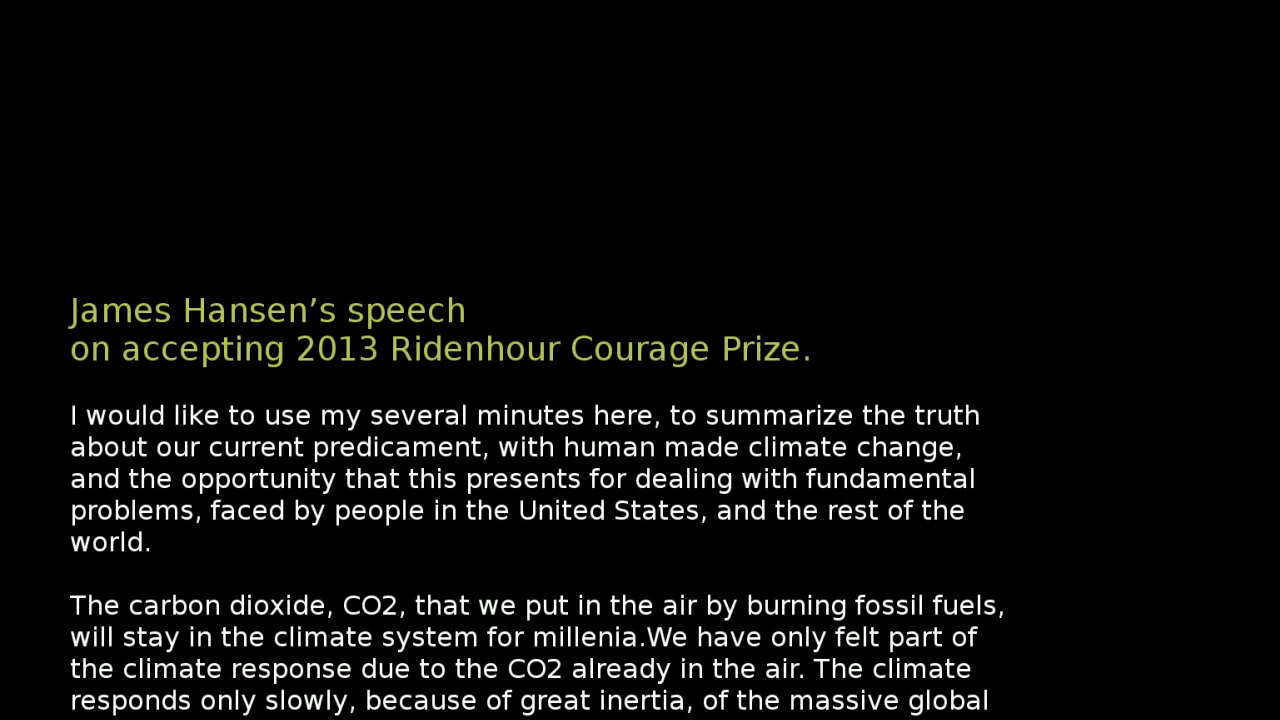 James Hansen’s speech
on accepting 2013 Ridenhour Courage Prize.
I would like to use my several minutes here, to summarize the truth
about our current predicament, with human made climate change,
and the opportunity that this presents for dealing with fundamental
problems, faced by people in the United States, and the rest of the
world.
The carbon dioxide, CO2, that we put in the air by burning fossil fuels,
will stay in the climate system for millenia.We have only felt part of
the climate response due to the CO2 already in the air. The climate
responds only slowly, because of great inertia, of the massive global